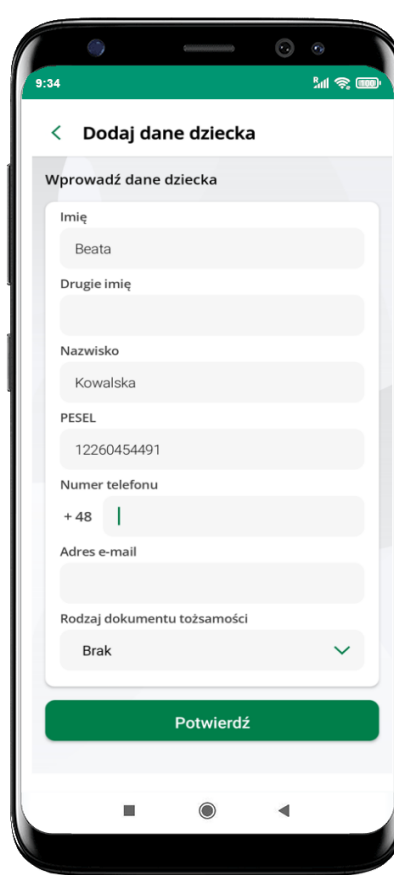 9:34
100
Dodaj dane dziecka
Wprowadź dane dziecka
Imię
Beata
Drugie imię
Nazwisko
Kowalska
PESEL
12260454491
Numer telefonu
+ 48
Adres e-mail
Rodzaj dokumentu tożsamości
Brak
Potwierdź